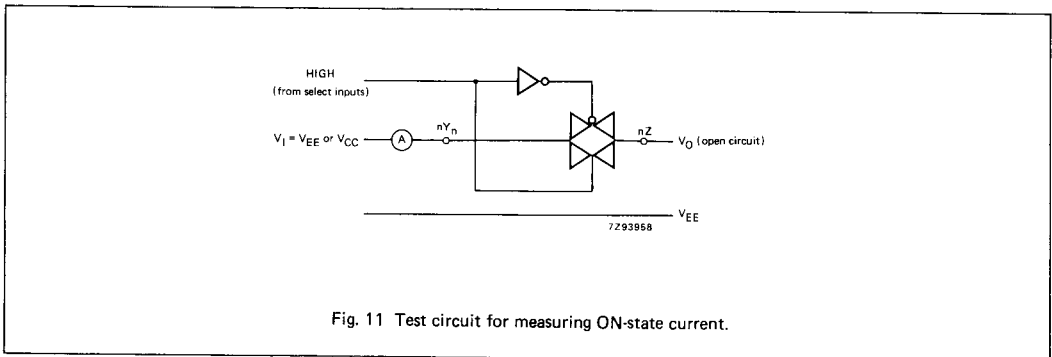 HIGH
(from select inputs)
V_I = V_EE or V_CC
A
nY_n
nZ
V_O (open circuit)
V_EE
7Z93968
Fig. 11 Test circuit for measuring ON-state current.